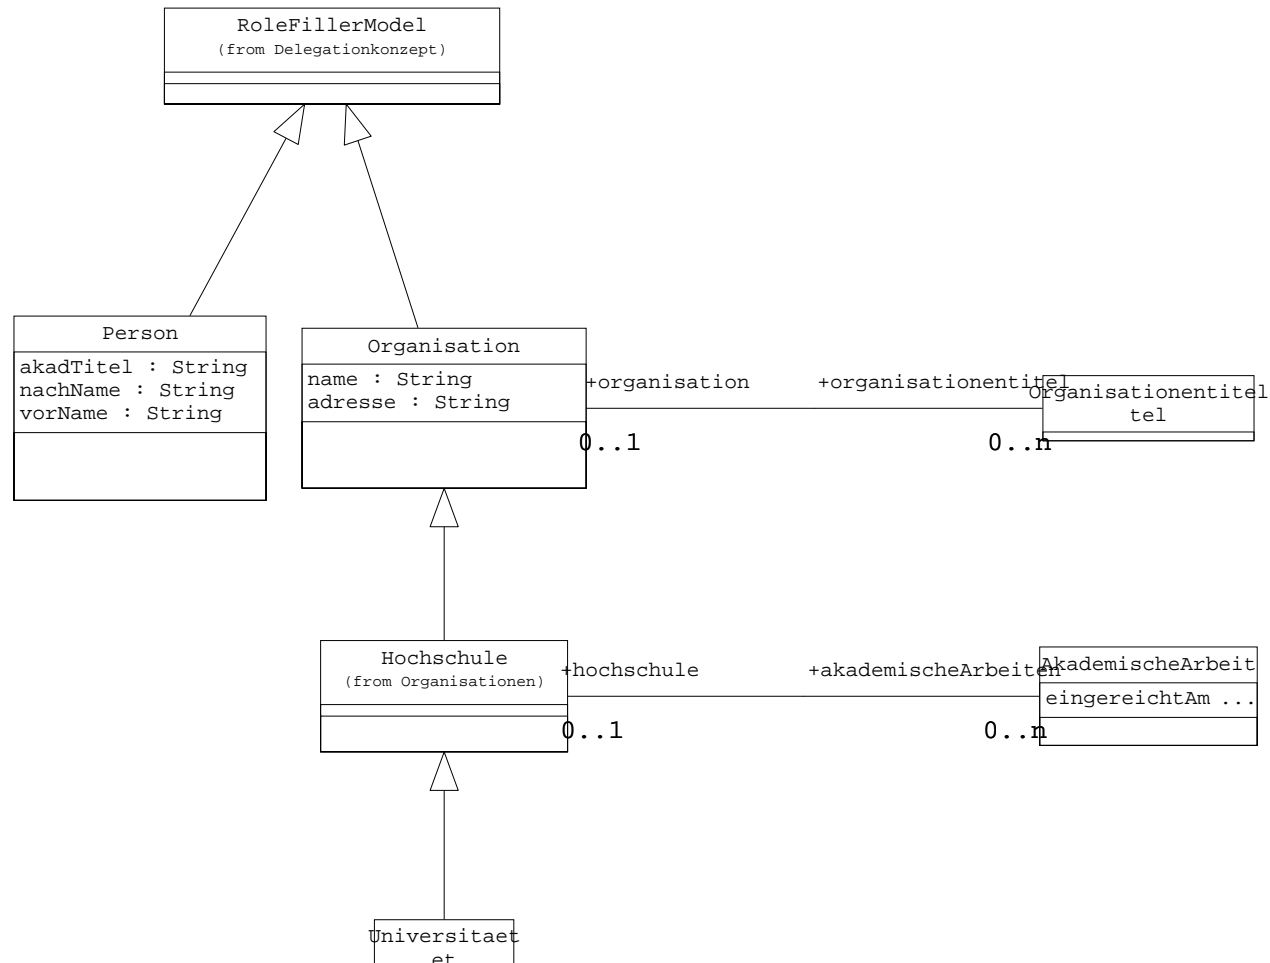 RoleFillerModel
(from Delegationkonzept)
Person
akadTitel : String
nachName : String
vorName : String
Organisation
name : String
adresse : String
+organisation
+organisationentitel
0..1
0..n
Organisationentitel
tel
Hochschule
(from Organisationen)
+hochschule
+akademischeArbeiten
0..1
0..n
AkademischeArbeit
eingereichtAm ...
Universitaet
et